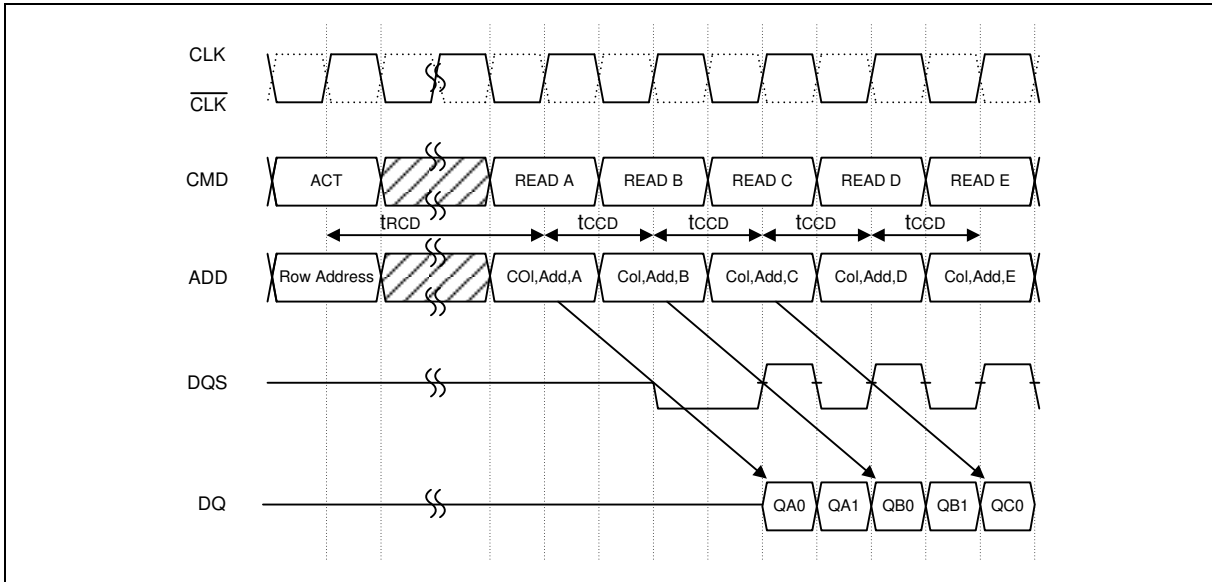 CLK
CLK
CMD
ACT
READ A
READ B
READ C
READ D
READ E
tRCD
tCCD
tCCD
tCCD
tCCD
ADD
Row Address
COl,Add,A
Col,Add,B
Col,Add,C
Col,Add,D
Col,Add,E
DQS
DQ
QA0
QA1
QB0
QB1
QC0